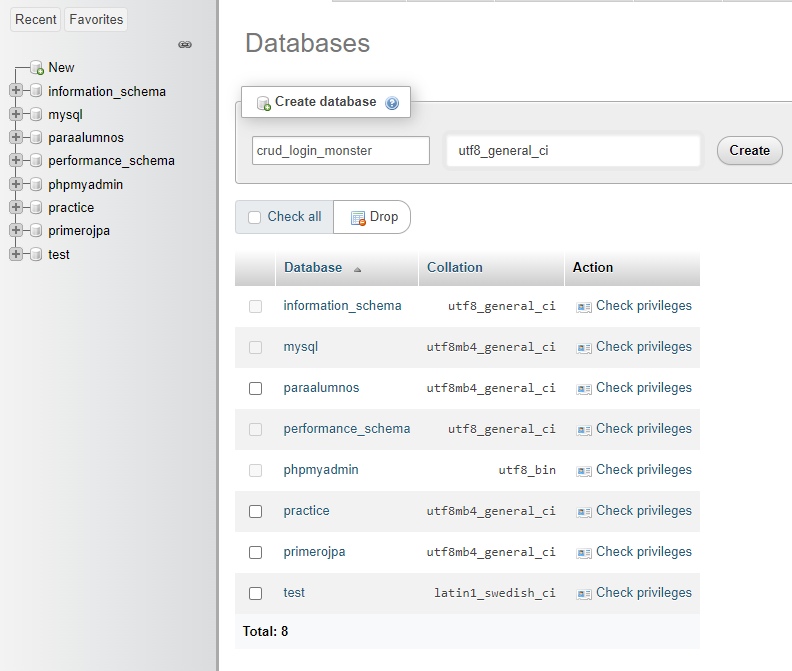 Recent Favorites
New
information_schema
mysql
paraalumnos
performance_schema
phpmyadmin
practice
primerojpa
test
Databases
Create database
crud_login_monster utf8_general_ci Create
Check all Drop
Database Collation Action
information_schema utf8_general_ci Check privileges
mysql utf8mb4_general_ci Check privileges
paraalumnos utf8mb4_general_ci Check privileges
performance_schema utf8_general_ci Check privileges
phpmyadmin utf8_bin Check privileges
practice utf8mb4_general_ci Check privileges
primerojpa utf8mb4_general_ci Check privileges
test latin1_swedish_ci Check privileges
Total: 8